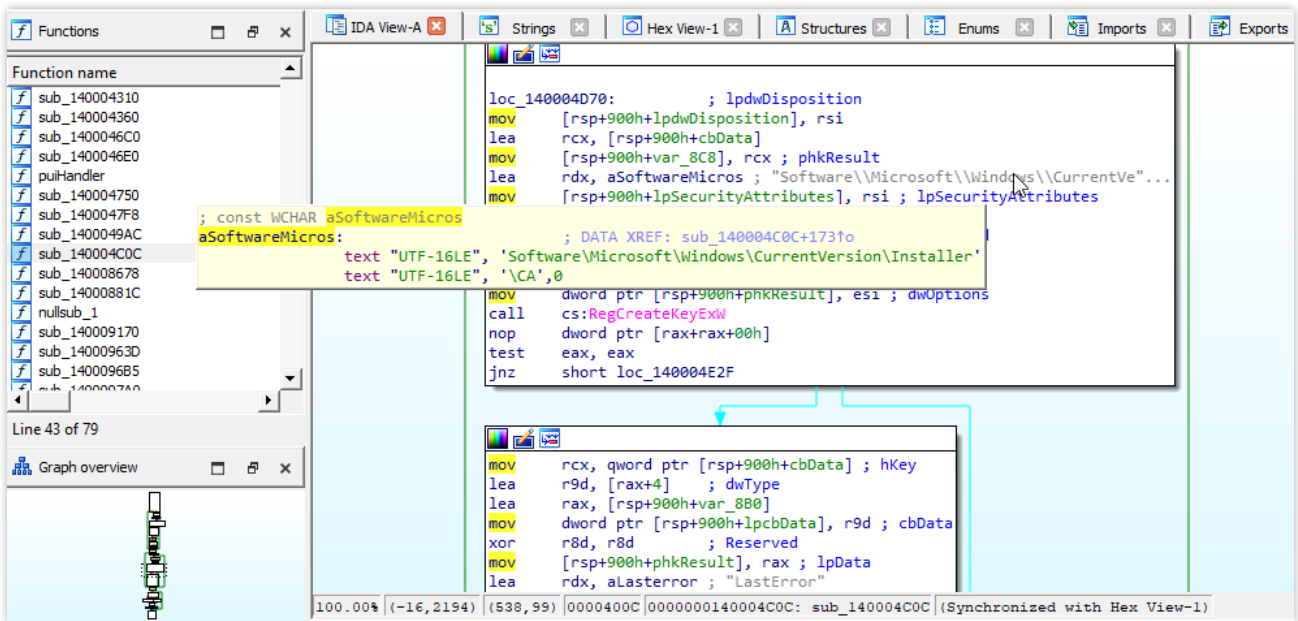 Functions
IDA View-A Strings Hex View-1 Structures Enums Imports Exports
Function name
sub_140004310
sub_140004360
sub_1400046C0
sub_1400046E0
puiHandler
sub_140004750
sub_1400047F8
sub_1400049AC
sub_140004C0C
sub_140008678
sub_14000881C
nullsub_1
sub_140009170
sub_14000963D
sub_1400096B5
sub_1400097A0
Line 43 of 79
Graph overview
loc_140004D70: ; lpdwDisposition
mov [rsp+900h+lpdwDisposition], rsi
lea rcx, [rsp+900h+cbData]
mov [rsp+900h+var_8C8], rcx ; phkResult
lea rdx, aSoftwareMicros ; "Software\\Microsoft\\Windows\\CurrentVe"...
mov [rsp+900h+lpSecurityAttributes], rsi ; lpSecurityAttributes
; const WCHAR aSoftwareMicros
aSoftwareMicros: ; DATA XREF: sub_140004C0C+173↑o
text "UTF-16LE", 'Software\Microsoft\Windows\CurrentVersion\Installer'
text "UTF-16LE", '\CA',0
mov dword ptr [rsp+900h+phkResult], esi ; dwOptions
call cs:RegCreateKeyExW
nop dword ptr [rax+rax+00h]
test eax, eax
jnz short loc_140004E2F
mov rcx, qword ptr [rsp+900h+cbData] ; hKey
lea r9d, [rax+4] ; dwType
lea rax, [rsp+900h+var_8B0]
mov dword ptr [rsp+900h+lpcbData], r9d ; cbData
xor r8d, r8d ; Reserved
mov [rsp+900h+phkResult], rax ; lpData
lea rdx, aLasterror ; "LastError"
100.00% (-16,2194) (538,99) 0000400C 0000000140004C0C: sub_140004C0C (Synchronized with Hex View-1)